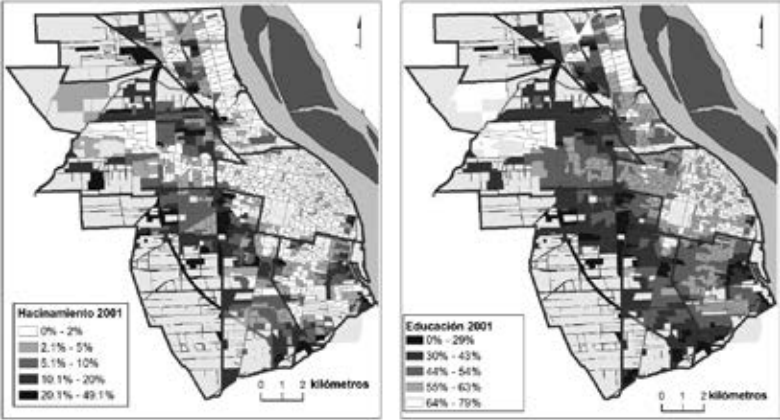 Hacinamiento 2001
0% - 2%
2.1% - 5%
5.1% - 10%
10.1% - 20%
20.1% - 49.1%
0 1 2 kilómetros
Educación 2001
0% - 29%
30% - 43%
44% - 54%
55% - 63%
64% - 79%
0 1 2 kilómetros